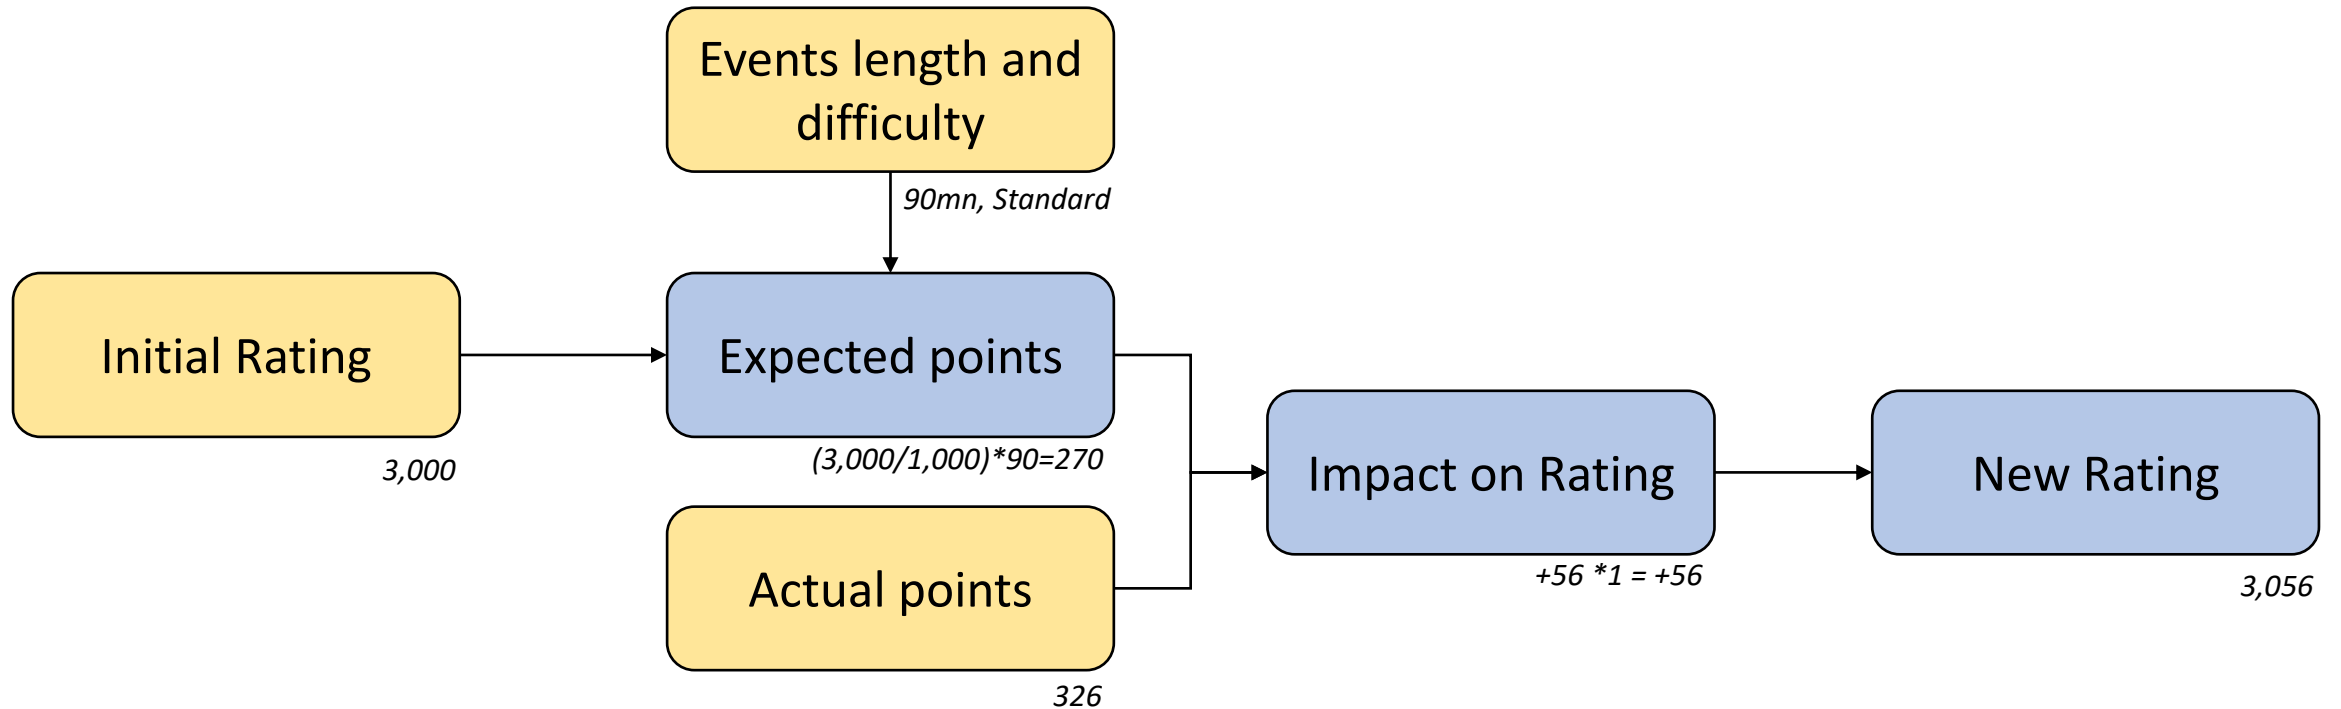 Events length and
difficulty
90mn, Standard
Initial Rating
3,000
Expected points
(3,000/1,000)*90=270
Actual points
326
Impact on Rating
+56 *1 = +56
New Rating
3,056